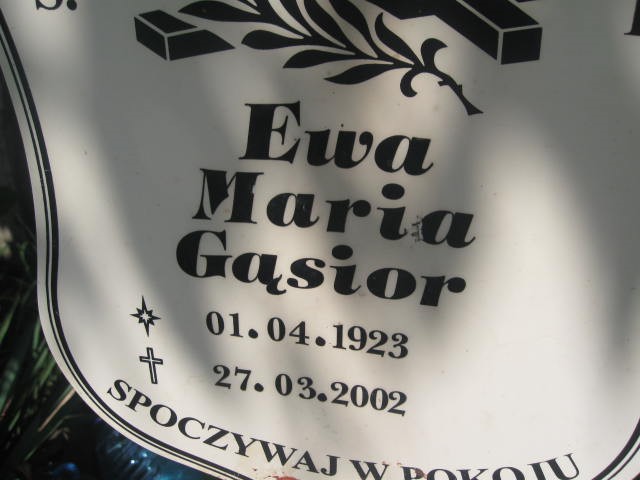 Ś.
Ewa
Maria
Gąsior
01.04.1923
27.03.2002
SPOCZYWAJ W POKOJU